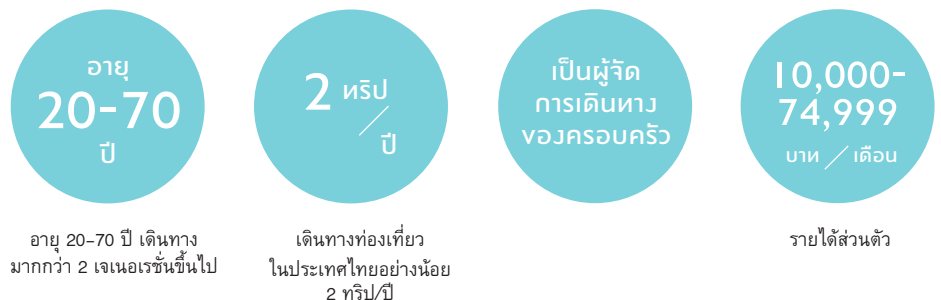 อายุ
20-70
ปี
2 ทริป
/
ปี
เป็นผู้จัด
การเดินทาง
ของครอบครัว
10,000-
74,999
บาท / เดือน
อายุ 20-70 ปี เดินทาง
มากกว่า 2 เจเนอเรชั่นขึ้นไป
เดินทางท่องเที่ยว
ในประเทศไทยอย่างน้อย
2 ทริป/ปี
รายได้ส่วนตัว